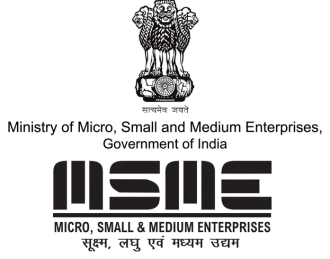 सत्यमेव जयते
Ministry of Micro, Small and Medium Enterprises,
Government of India
MSME
MICRO, SMALL & MEDIUM ENTERPRISES
सूक्ष्म, लघु एवं मध्यम उद्यम